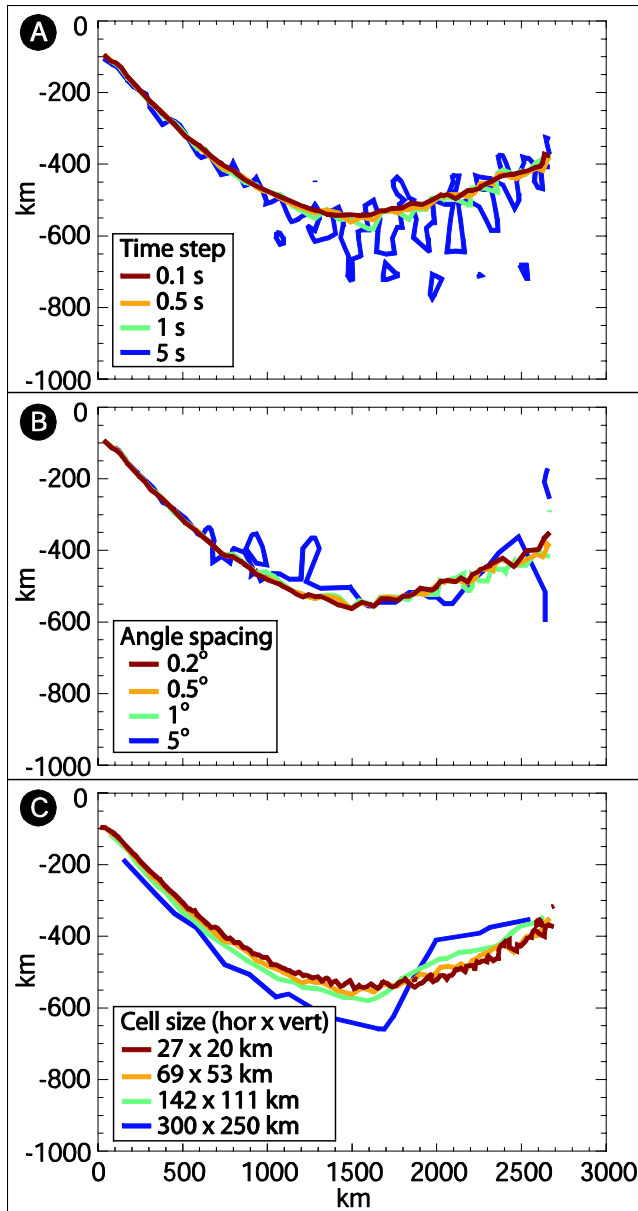 A
0
-200
-400
-600
-800
-1000
km
Time step
0.1 s
0.5 s
1 s
5 s
B
0
-200
-400
-600
-800
-1000
km
Angle spacing
0.2°
0.5°
1°
5°
C
0
-200
-400
-600
-800
-1000
km
Cell size (hor x vert)
27 x 20 km
69 x 53 km
142 x 111 km
300 x 250 km
0 500 1000 1500 2000 2500 3000
km